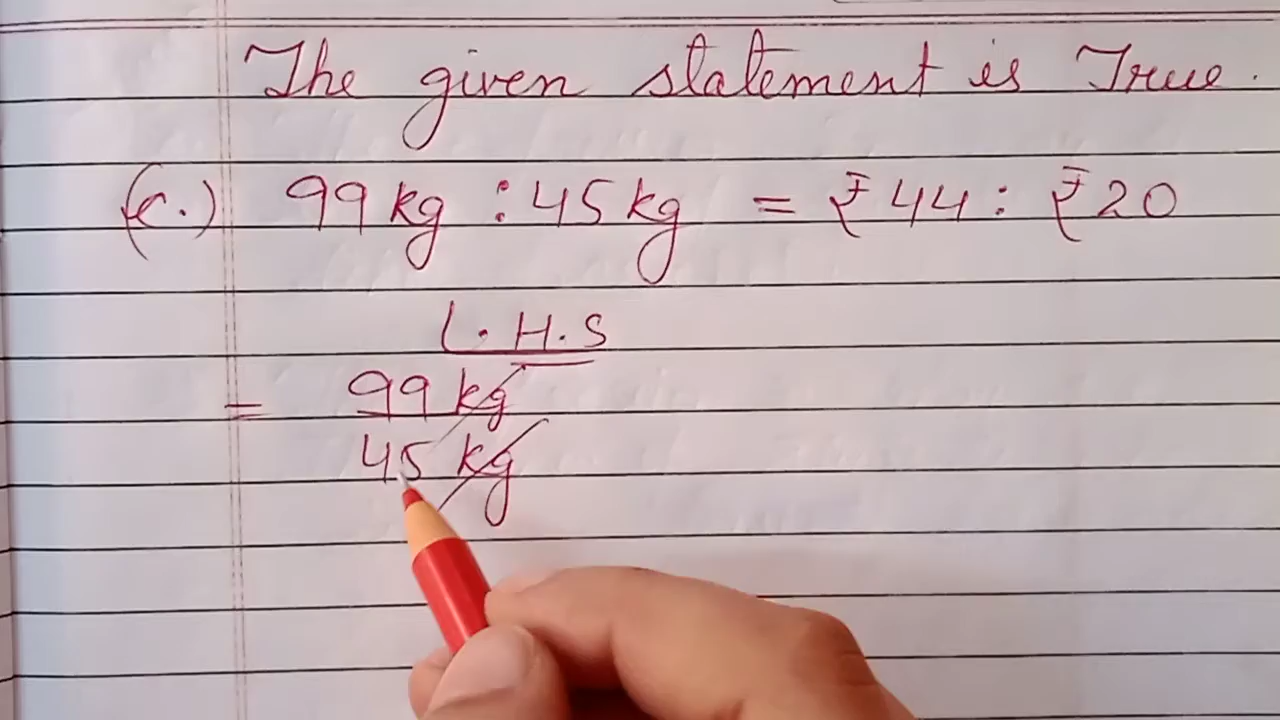 The given statement is True.
(c.) 99 kg : 45 kg = ₹ 44 : ₹ 20
L.H.S
= 99 kg
45 kg